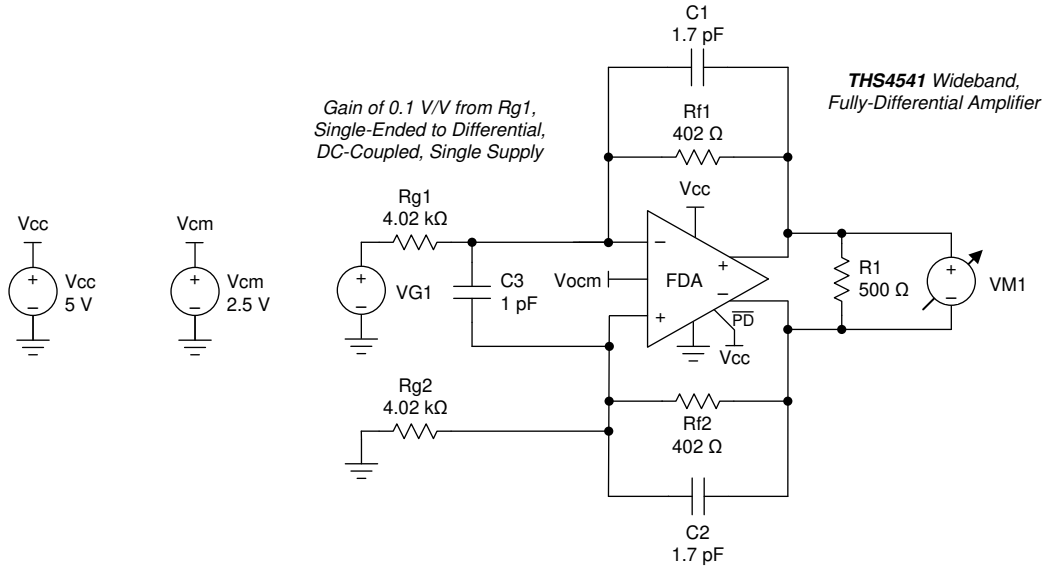 C1
1.7 pF
THS4541 Wideband,
Fully-Differential Amplifier
Gain of 0.1 V/V from Rg1,
Single-Ended to Differential,
DC-Coupled, Single Supply
Rf1
402 Ω
Vcc
Rg1
4.02 kΩ
Vcc
Vcm
+
Vcc
5 V
−
+
Vcm
2.5 V
−
+
VG1
−
C3
1 pF
−
Vocm
FDA
+
+
−
PD
Vcc
R1
500 Ω
+
VM1
−
Rg2
4.02 kΩ
Rf2
402 Ω
C2
1.7 pF